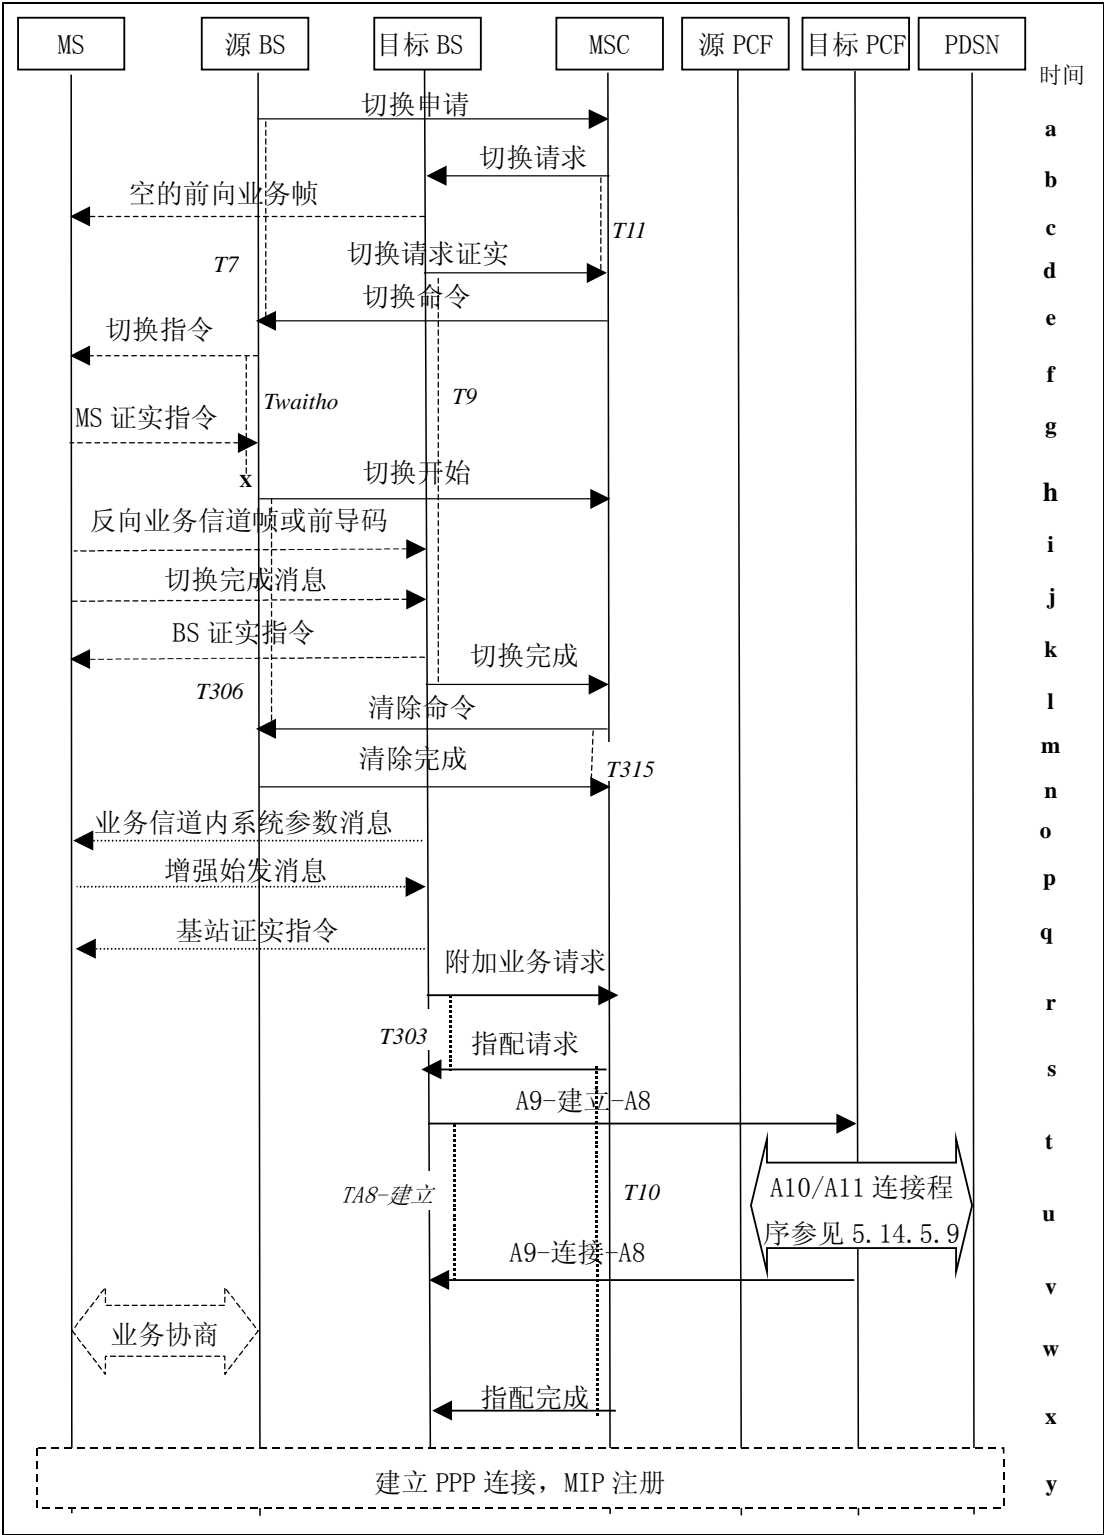 MS
源 BS
目标 BS
MSC
源 PCF
目标 PCF
PDSN
时间
切换申请
a
切换请求
b
空的前向业务帧
c
T11
切换请求证实
T7
d
切换命令
e
切换指令
f
Twaitho
T9
MS 证实指令
g
x
切换开始
h
反向业务信道帧或前导码
i
切换完成消息
j
BS 证实指令
k
切换完成
T306
l
清除命令
m
清除完成
T315
n
业务信道内系统参数消息
o
增强始发消息
p
基站证实指令
q
附加业务请求
r
T303
指配请求
s
A9-建立-A8
t
TA8-建立
T10
A10/A11 连接程
序参见 5.14.5.9
u
A9-连接-A8
v
业务协商
w
指配完成
x
建立 PPP 连接，MIP 注册
y